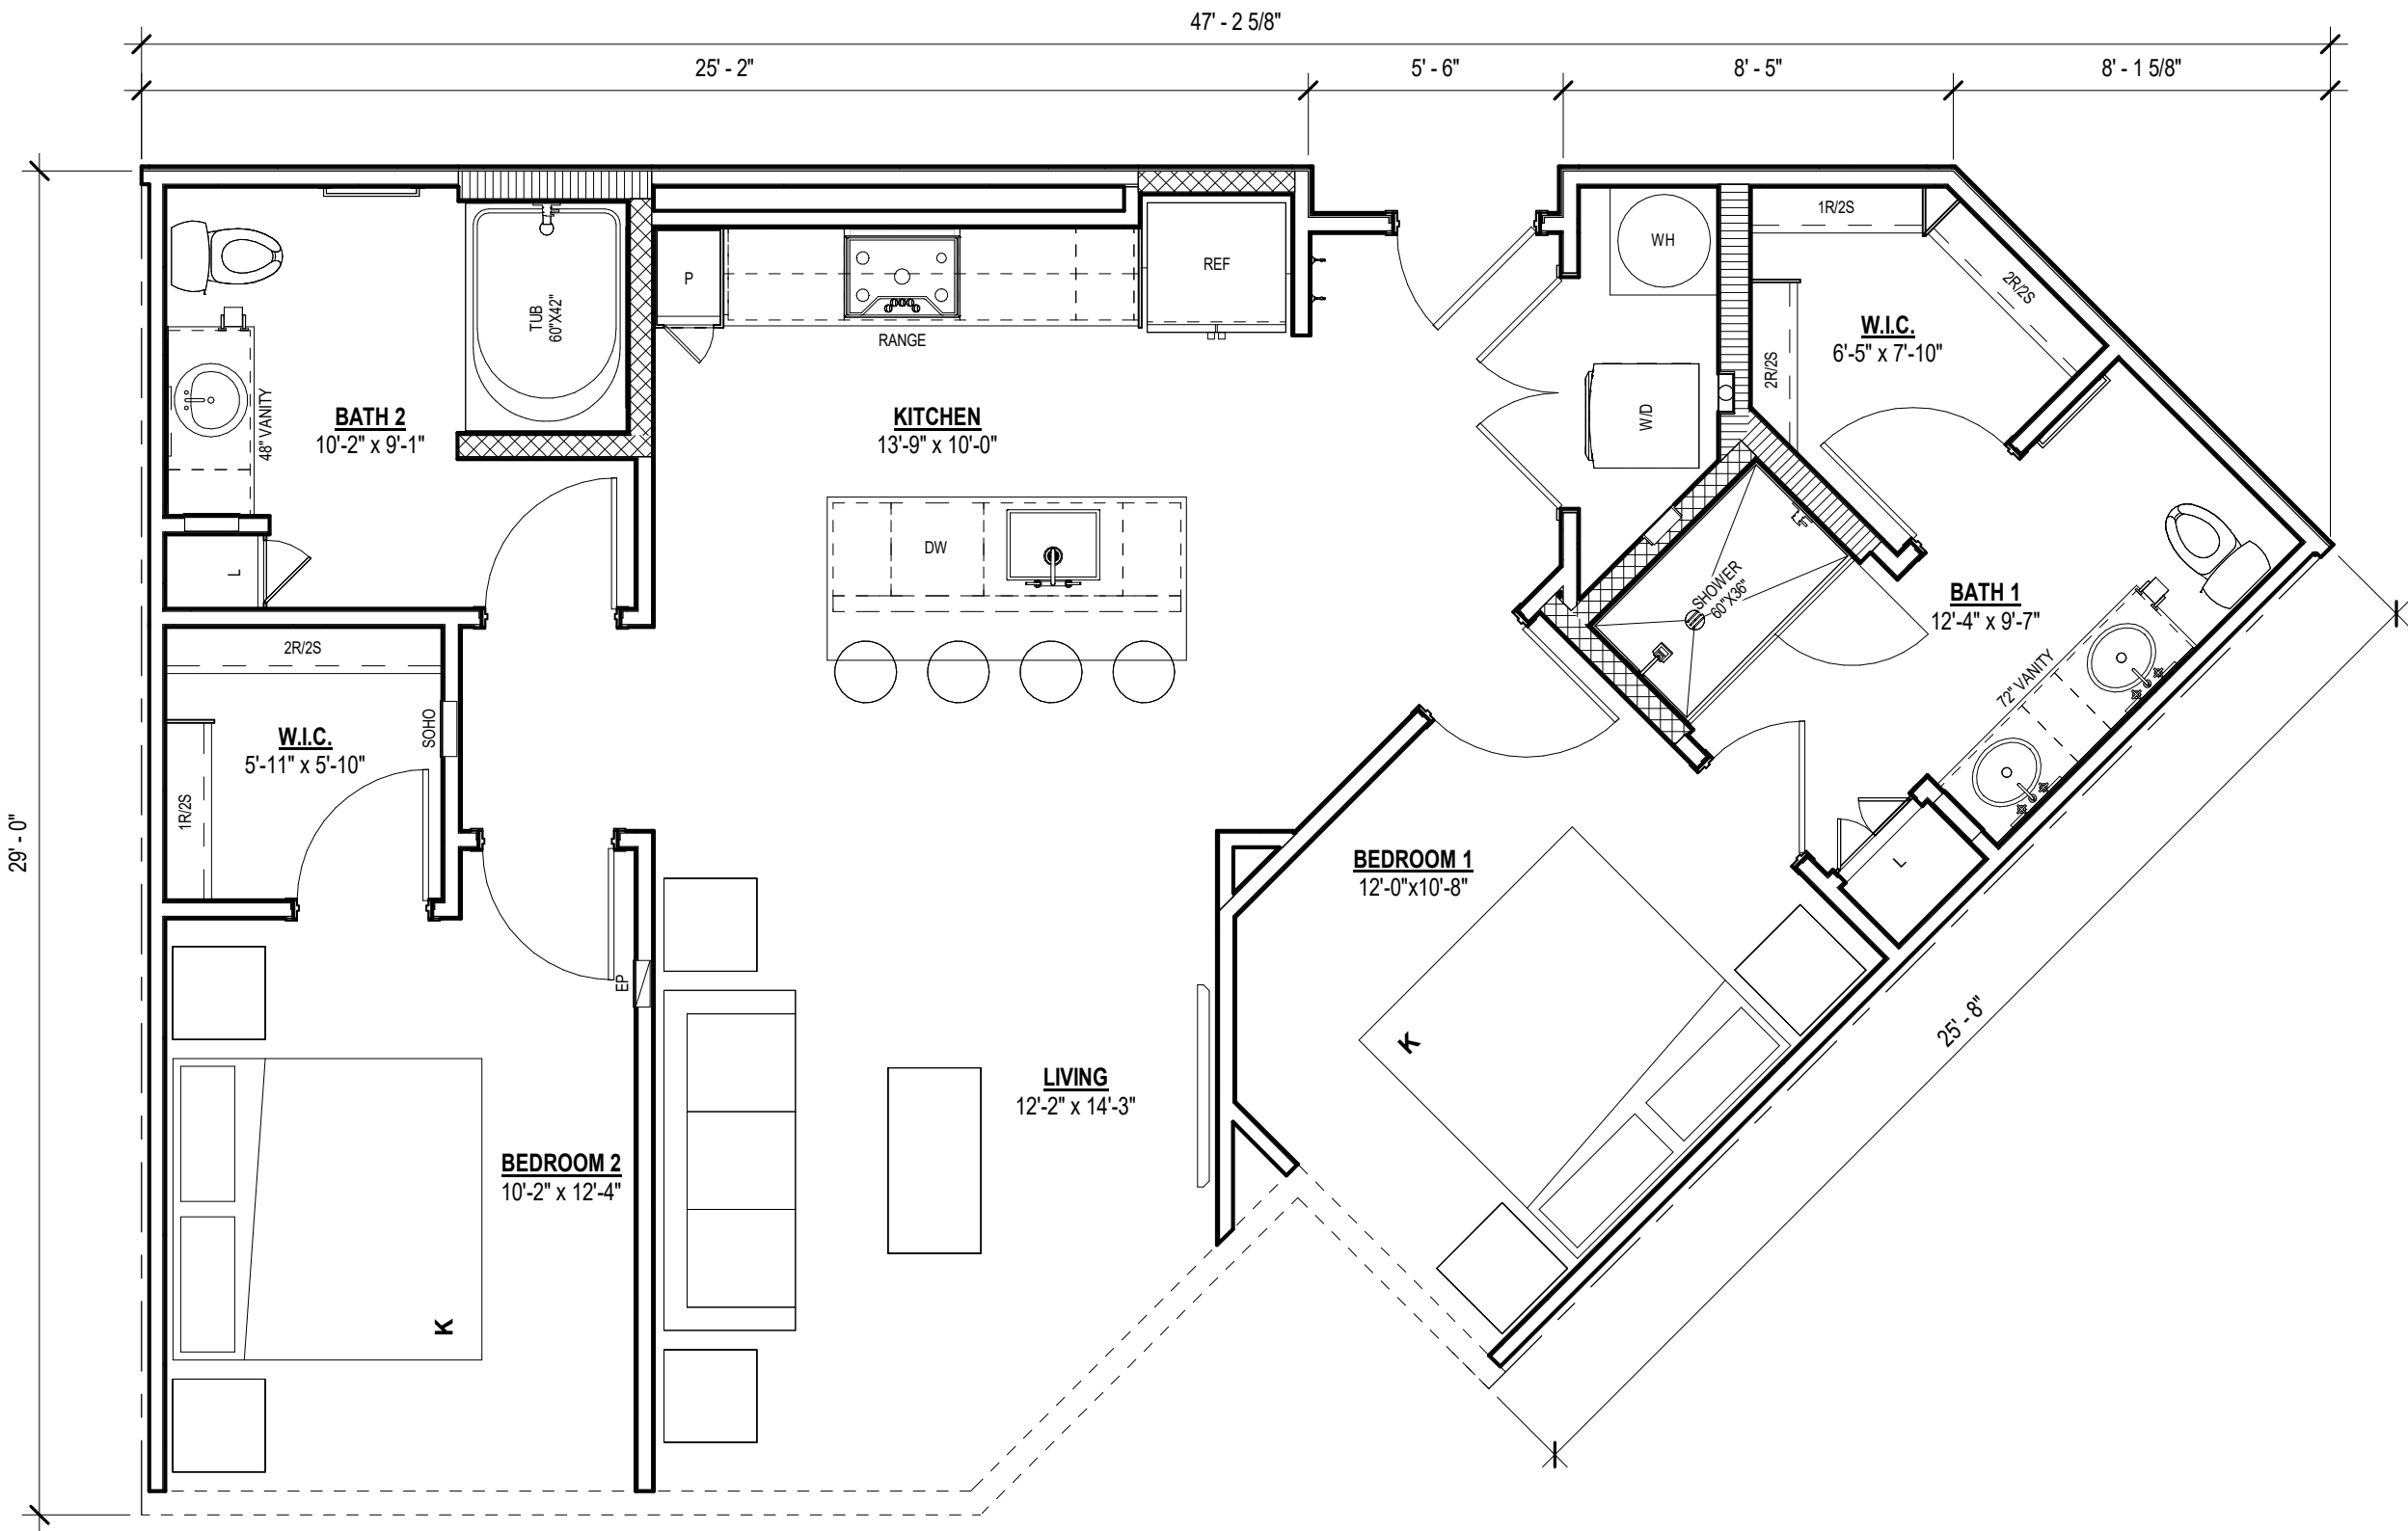 47' - 2 5/8"
25' - 2"
5' - 6"
8' - 5"
8' - 1 5/8"
29' - 0"
25' - 8"
BATH 2
10'-2" x 9'-1"
48" VANITY
TUB
60"X42"
L
P
RANGE
REF
KITCHEN
13'-9" x 10'-0"
DW
WH
W/D
1R/2S
2R/2S
2R/2S
W.I.C.
6'-5" x 7'-10"
SHOWER
60"X36"
BATH 1
12'-4" x 9'-7"
72" VANITY
L
2R/2S
1R/2S
W.I.C.
5'-11" x 5'-10"
SOHO
EP
BEDROOM 1
12'-0"x10'-8"
K
LIVING
12'-2" x 14'-3"
BEDROOM 2
10'-2" x 12'-4"
K